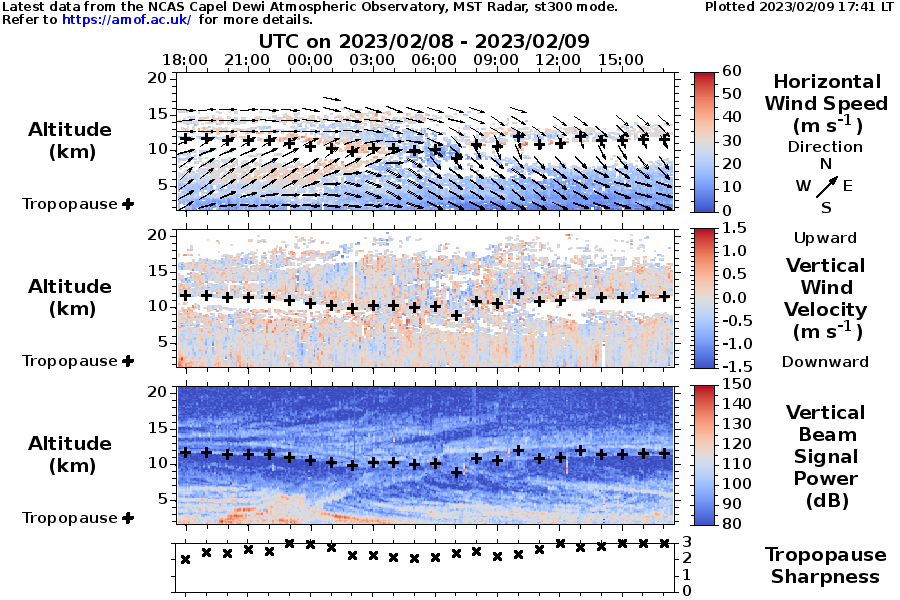 Latest data from the NCAS Capel Dewi Atmospheric Observatory, MST Radar, st300 mode.
Plotted 2023/02/09 17:41 LT
Refer to https://amof.ac.uk/ for more details.
UTC on 2023/02/08 - 2023/02/09
18:00 21:00 00:00 03:00 06:00 09:00 12:00 15:00
Altitude
(km)
Tropopause
20
15
10
5
60
50
40
30
20
10
0
Horizontal
Wind Speed
(m s-1)
Direction
N
W E
S
Altitude
(km)
Tropopause
20
15
10
5
1.5
1.0
0.5
0.0
-0.5
-1.0
-1.5
Upward
Vertical
Wind
Velocity
(m s-1)
Downward
Altitude
(km)
Tropopause
20
15
10
5
150
140
130
120
110
100
90
80
Vertical
Beam
Signal
Power
(dB)
3
2
1
0
Tropopause
Sharpness